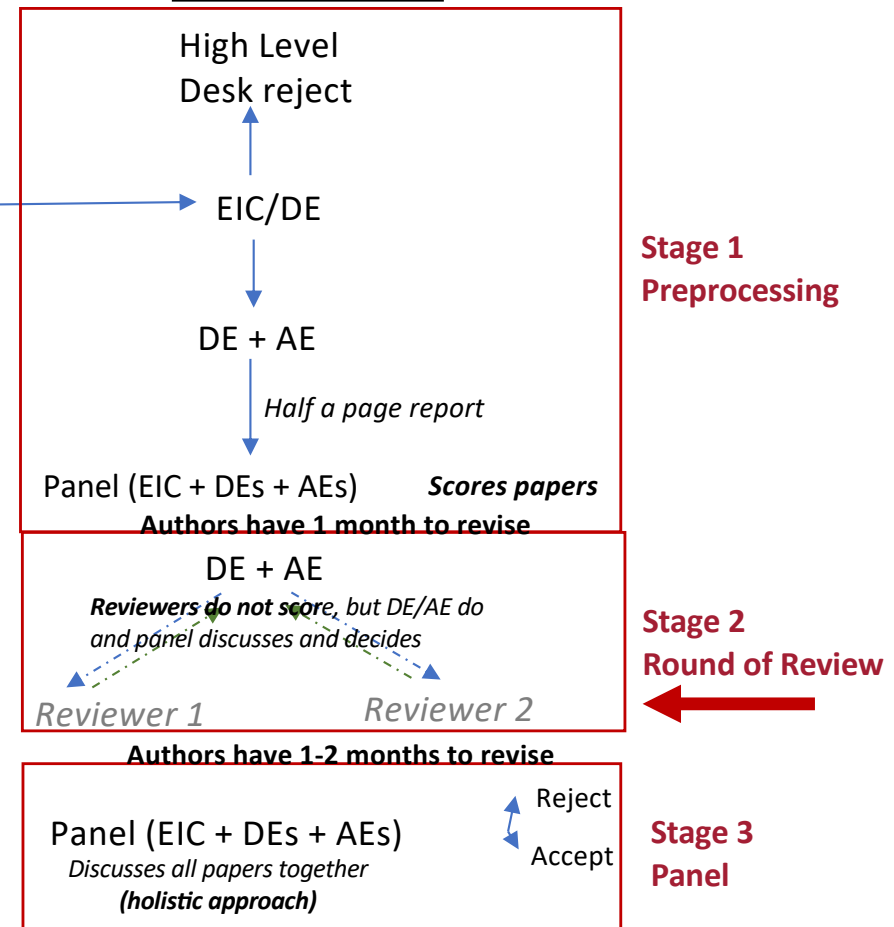 High Level
Desk reject
EIC/DE
Stage 1
Preprocessing
DE + AE
Half a page report
Panel (EIC + DEs + AEs) Scores papers
Authors have 1 month to revise
DE + AE
Reviewers do not score, but DE/AE do
and panel discusses and decides
Stage 2
Round of Review
Reviewer 1 Reviewer 2
Authors have 1-2 months to revise
Reject
Accept
Panel (EIC + DEs + AEs)
Discusses all papers together
(holistic approach)
Stage 3
Panel